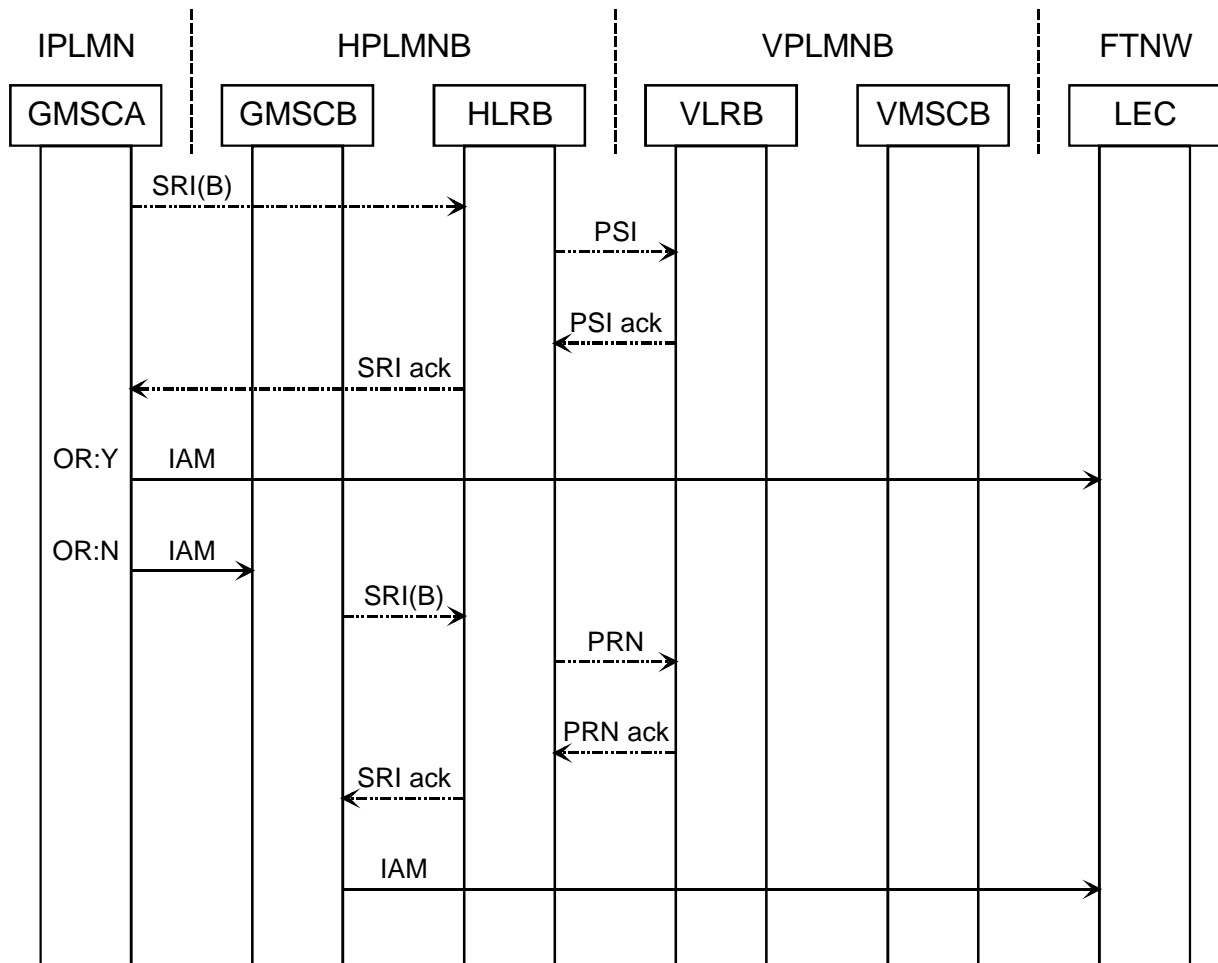 IPLMN HPLMNB VPLMNB FTNW
GMSCA GMSCB HLRB VLRB VMSCB LEC
SRI(B)
PSI
PSI ack
SRI ack
OR:Y IAM
OR:N IAM
SRI(B)
PRN
PRN ack
SRI ack
IAM